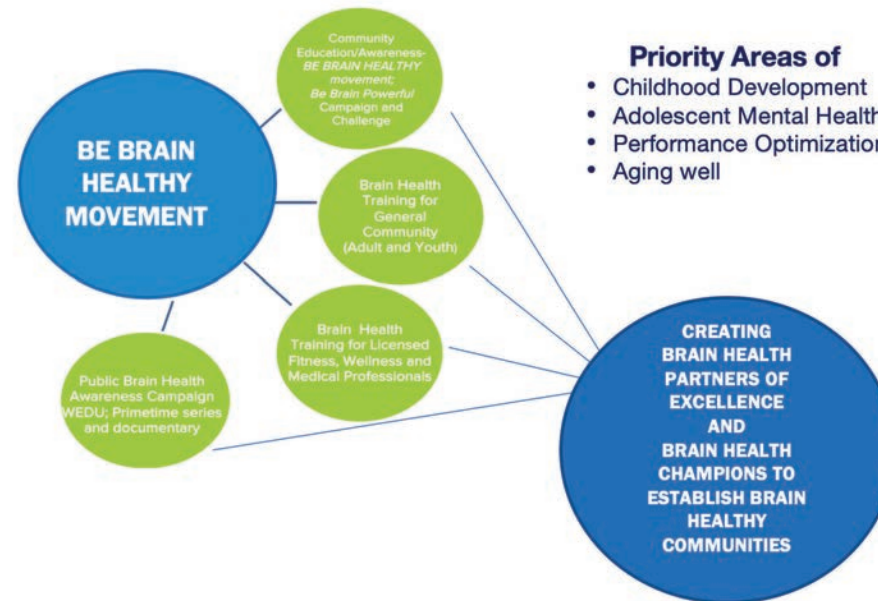 BE BRAIN
HEALTHY
MOVEMENT
Community
Education/Awareness-
BE BRAIN HEALTHY
movement;
Be Brain Powerful
Campaign and
Challenge
Brain Health
Training for
General
Community
(Adult and Youth)
Brain Health
Training for Licensed
Fitness, Wellness and
Medical Professionals
Public Brain Health
Awareness Campaign
WEDU; Primetime series
and documentary
Priority Areas of
• Childhood Development
• Adolescent Mental Health
• Performance Optimization
• Aging well
CREATING
BRAIN HEALTH
PARTNERS OF
EXCELLENCE
AND
BRAIN HEALTH
CHAMPIONS TO
ESTABLISH BRAIN
HEALTHY
COMMUNITIES